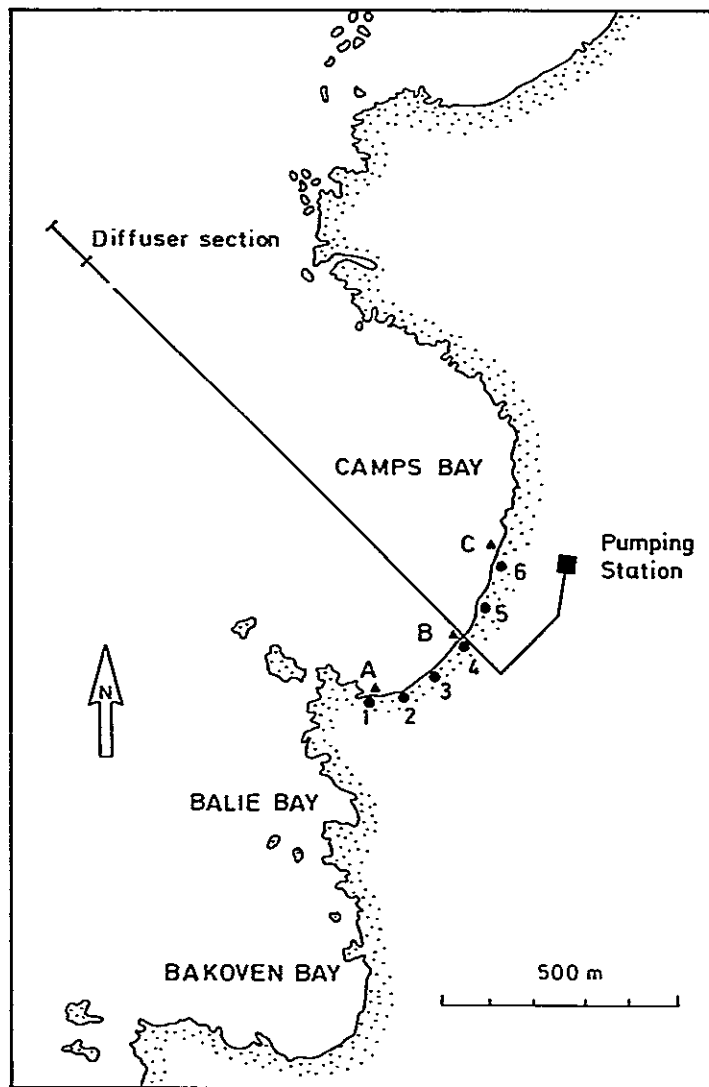 Diffuser section
CAMPS BAY
C
6
Pumping
Station
5
B
4
A
3
N
1
2
BALIE BAY
BAKOVEN BAY
500 m